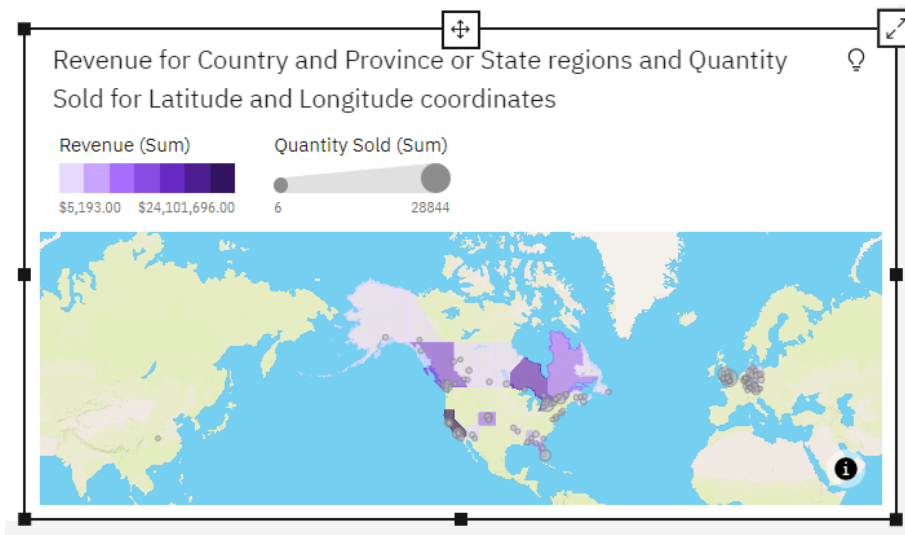 Revenue for Country and Province or State regions and Quantity
Sold for Latitude and Longitude coordinates
Revenue (Sum)
Quantity Sold (Sum)
$5,193.00
$24,101,696.00
6
28844